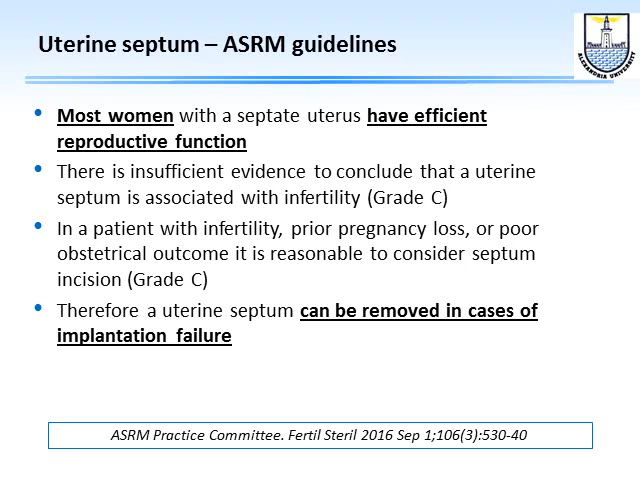 Uterine septum – ASRM guidelines
ALEXANDRIA UNIVERSITY
• Most women with a septate uterus have efficient
reproductive function
• There is insufficient evidence to conclude that a uterine
septum is associated with infertility (Grade C)
• In a patient with infertility, prior pregnancy loss, or poor
obstetrical outcome it is reasonable to consider septum
incision (Grade C)
• Therefore a uterine septum can be removed in cases of
implantation failure
ASRM Practice Committee. Fertil Steril 2016 Sep 1;106(3):530-40